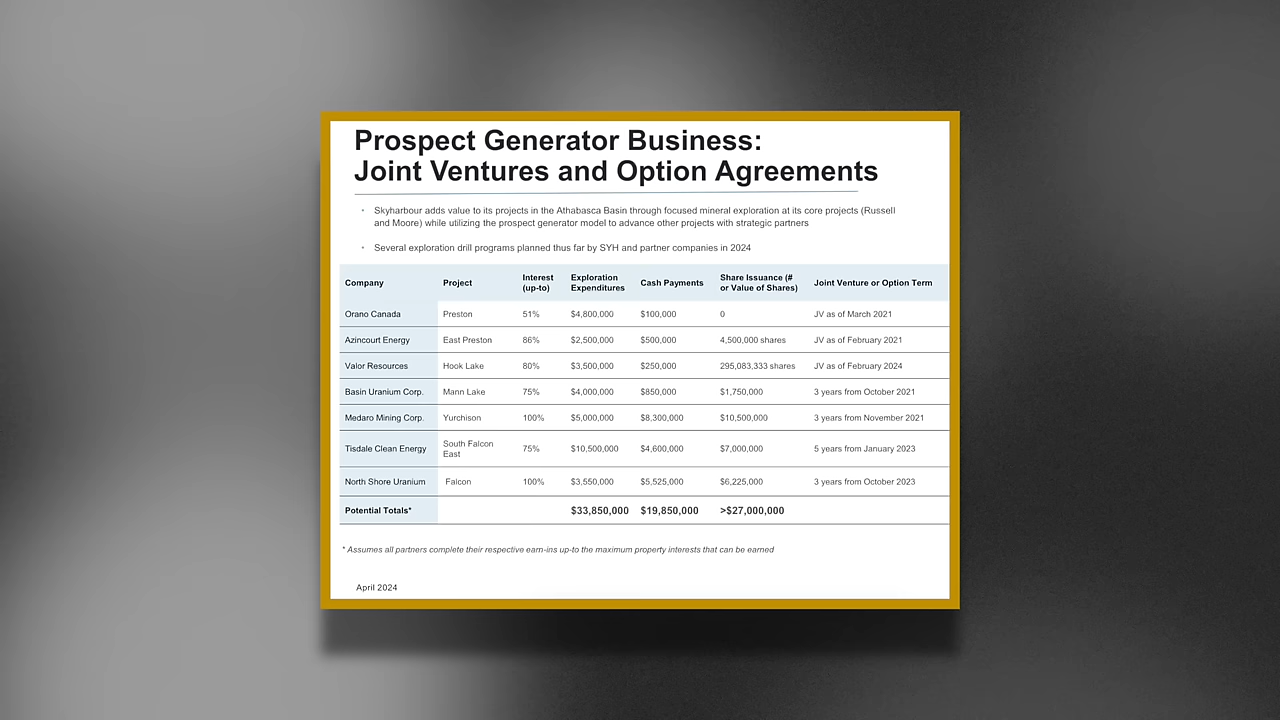 Prospect Generator Business:
Joint Ventures and Option Agreements
• Skyharbour adds value to its projects in the Athabasca Basin through focused mineral exploration at its core projects (Russell
and Moore) while utilizing the prospect generator model to advance other projects with strategic partners
• Several exploration drill programs planned thus far by SYH and partner companies in 2024
Company Project Interest (up-to) Exploration Expenditures Cash Payments Share Issuance (# or Value of Shares) Joint Venture or Option Term
Orano Canada Preston 51% $4,800,000 $100,000 0 JV as of March 2021
Azincourt Energy East Preston 86% $2,500,000 $500,000 4,500,000 shares JV as of February 2021
Valor Resources Hook Lake 80% $3,500,000 $250,000 295,083,333 shares JV as of February 2024
Basin Uranium Corp. Mann Lake 75% $4,000,000 $850,000 $1,750,000 3 years from October 2021
Medaro Mining Corp. Yurchison 100% $5,000,000 $8,300,000 $10,500,000 3 years from November 2021
Tisdale Clean Energy South Falcon East 75% $10,500,000 $4,600,000 $7,000,000 5 years from January 2023
North Shore Uranium Falcon 100% $3,550,000 $5,525,000 $6,225,000 3 years from October 2023
Potential Totals* $33,850,000 $19,850,000 >$27,000,000
* Assumes all partners complete their respective earn-ins up-to the maximum property interests that can be earned
April 2024